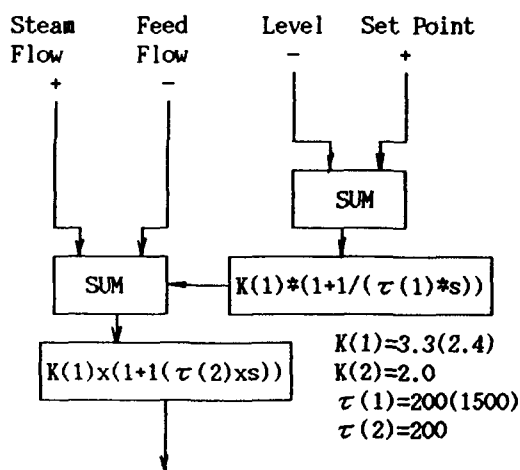 Steam Feed Level Set Point
Flow Flow - +
+ -
SUM
SUM K(1)*(1+1/(τ(1)*s))
K(1)x(1+1(τ(2)xs))
K(1)=3.3(2.4)
K(2)=2.0
τ(1)=200(1500)
τ(2)=200